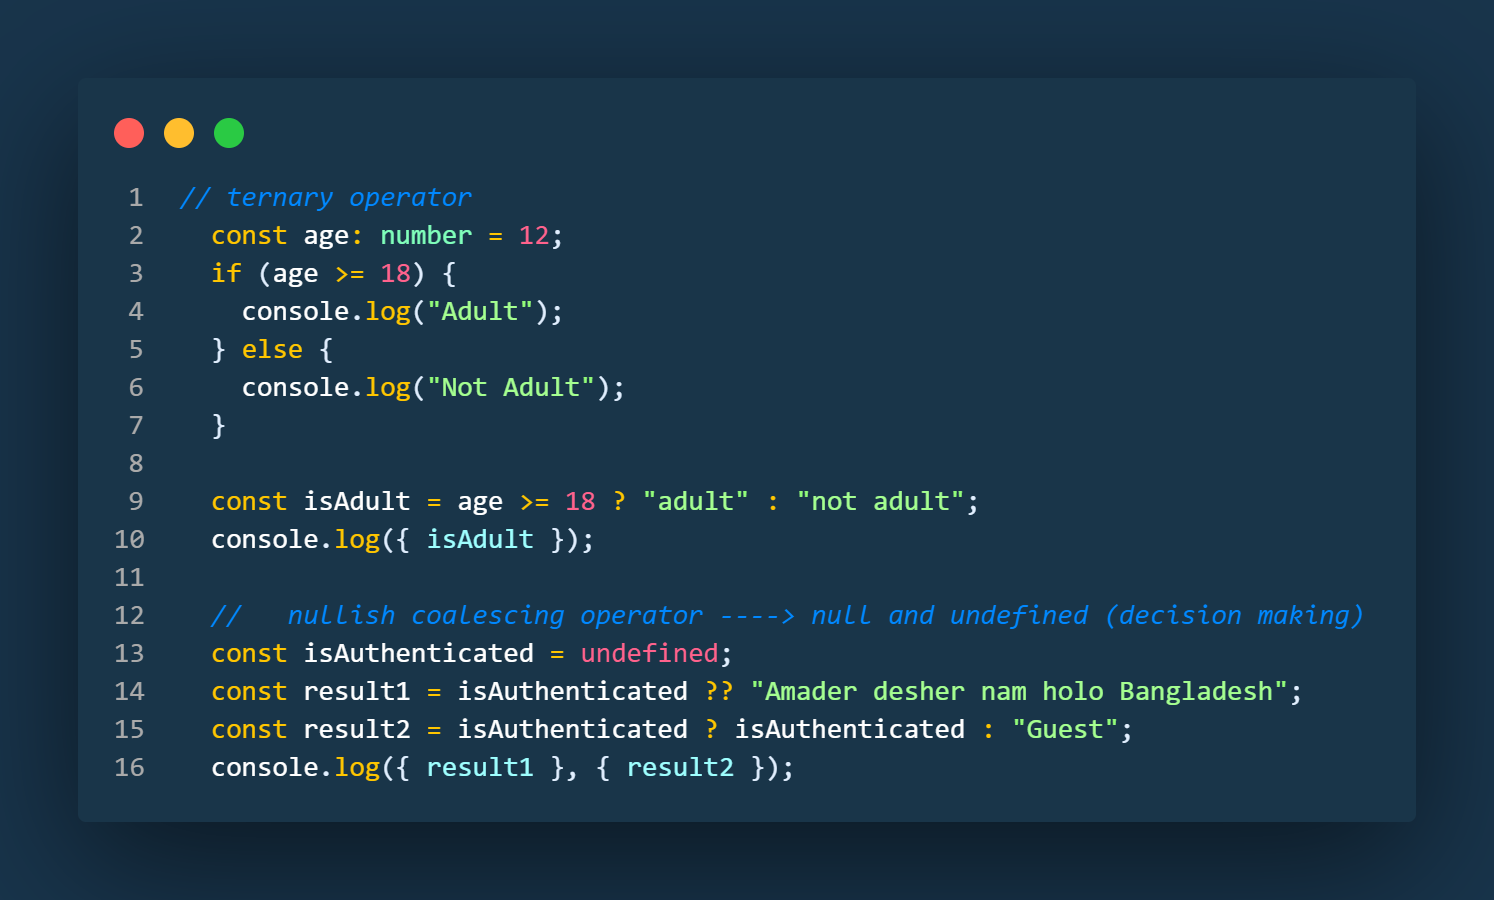 1 // ternary operator
2 const age: number = 12;
3 if (age >= 18) {
4 console.log("Adult");
5 } else {
6 console.log("Not Adult");
7 }
8
9 const isAdult = age >= 18 ? "adult" : "not adult";
10 console.log({ isAdult });
11
12 //   nullish coalescing operator ----> null and undefined (decision making)
13 const isAuthenticated = undefined;
14 const result1 = isAuthenticated ?? "Amader desher nam holo Bangladesh";
15 const result2 = isAuthenticated ? isAuthenticated : "Guest";
16 console.log({ result1 }, { result2 });